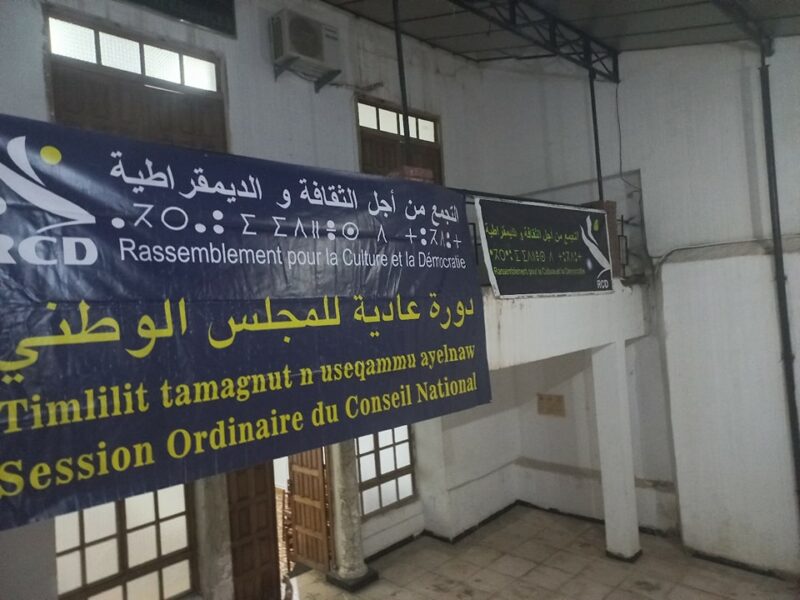 التجمع من أجل الثقافة و الديمقراطية
Rassemblement pour la Culture et la Démocratie
RCD
دورة عادية للمجلس الوطني
Timlilit tamagnut n useqammu ayelnaw
Session Ordinaire du Conseil National
التجمع من أجل الثقافة و الديمقراطية
Rassemblement pour la Culture et la Démocratie
RCD